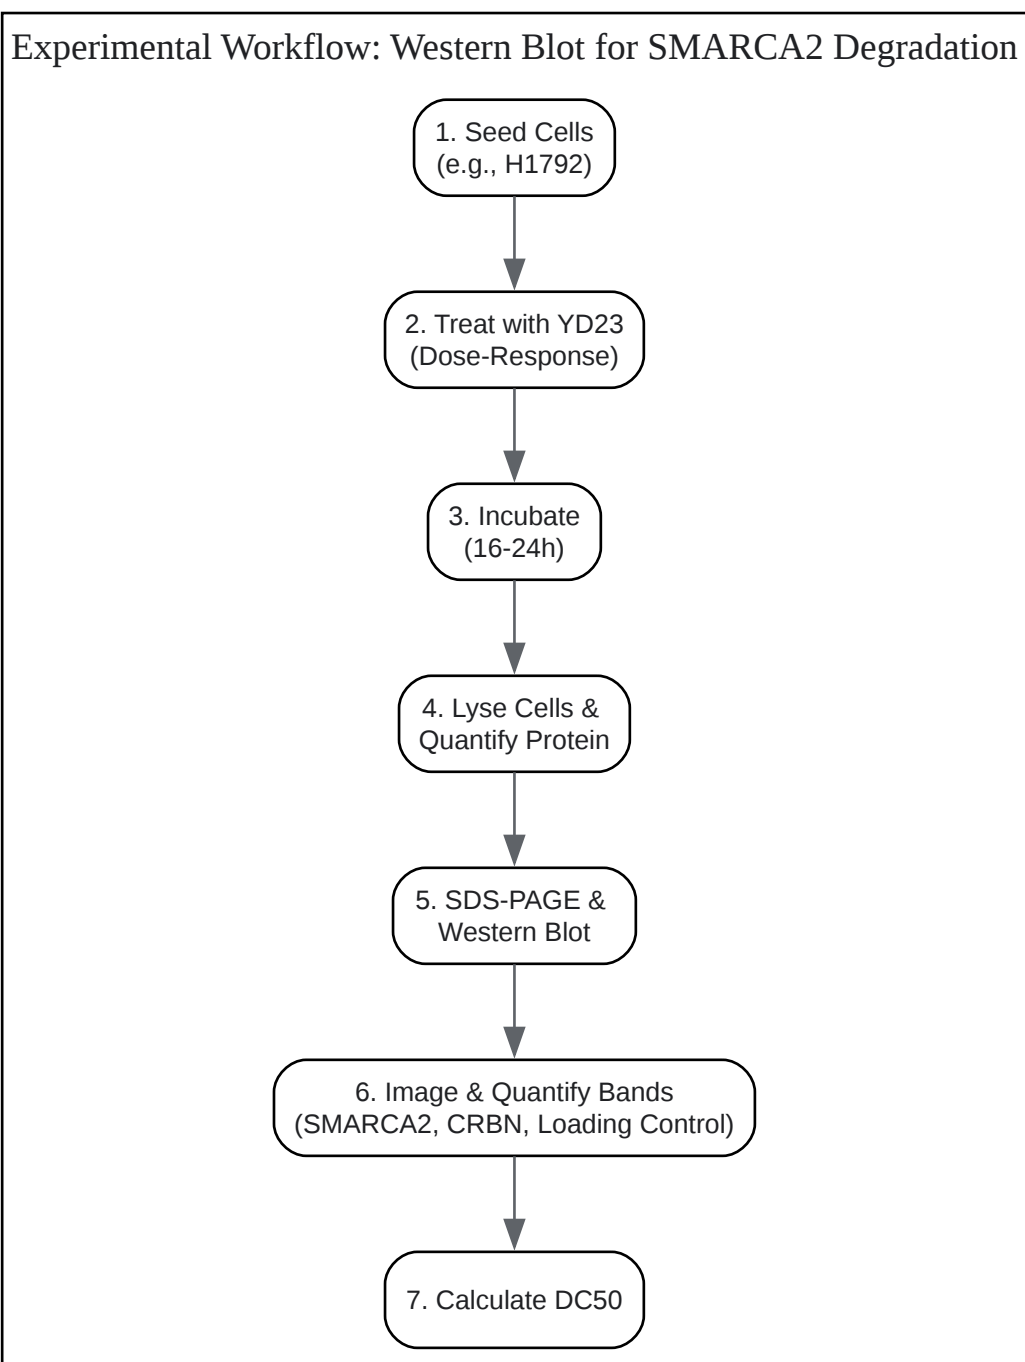 Experimental Workflow: Western Blot for SMARCA2 Degradation
1. Seed Cells
(e.g., H1792)
2. Treat with YD23
(Dose-Response)
3. Incubate
(16-24h)
4. Lyse Cells &
Quantify Protein
5. SDS-PAGE &
Western Blot
6. Image & Quantify Bands
(SMARCA2, CRBN, Loading Control)
7. Calculate DC50